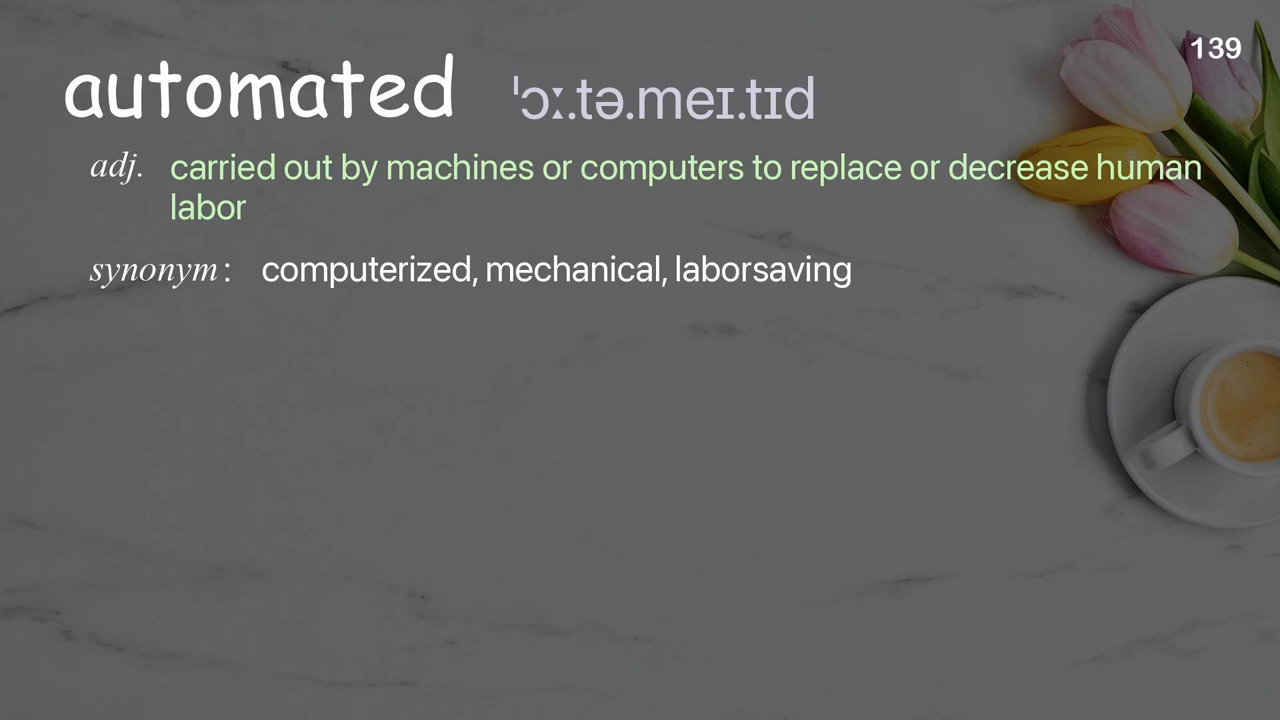 139
automated ˈɔː.tə.meɪ.tɪd
adj. carried out by machines or computers to replace or decrease human
labor
synonym : computerized, mechanical, laborsaving